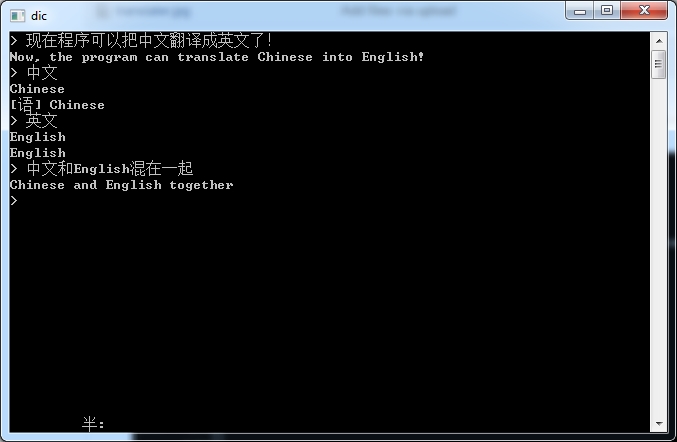 dic
> 现在程序可以把中文翻译成英文了!
Now, the program can translate Chinese into English!
> 中文
Chinese
[语] Chinese
> 英文
English
English
> 中文和English混在一起
Chinese and English together
>
半: